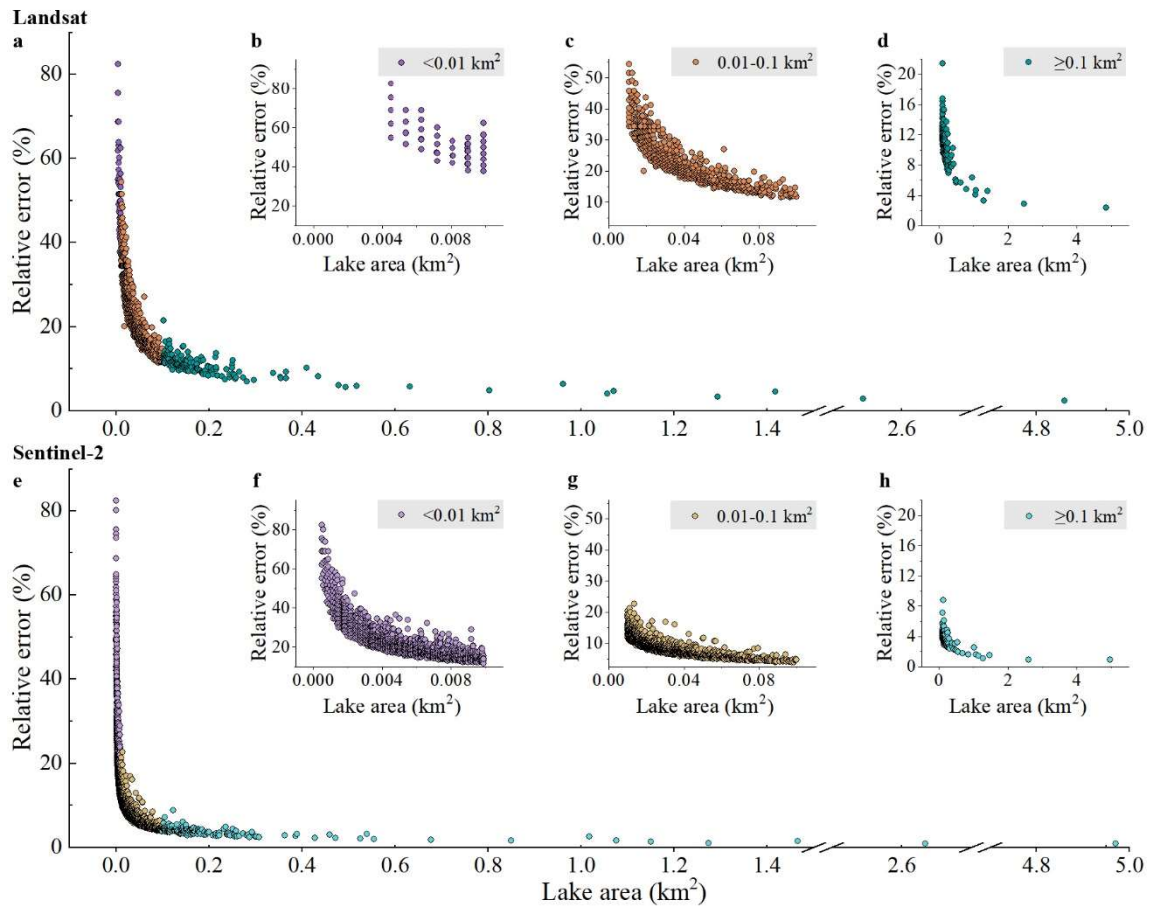 Landsat
a
b
c
d
<0.01 km²
0.01-0.1 km²
≥0.1 km²
Relative error (%)
80
60
40
20
0
Relative error (%)
80
60
40
20
0.000 0.004 0.008
Lake area (km²)
Relative error (%)
50
40
30
20
10
0.00 0.04 0.08
Lake area (km²)
Relative error (%)
20
16
12
8
4
0
0 2 4
Lake area (km²)
0.0 0.2 0.4 0.6 0.8 1.0 1.2 1.4 2.6 4.8 5.0
Sentinel-2
e
f
g
h
<0.01 km²
0.01-0.1 km²
≥0.1 km²
Relative error (%)
80
60
40
20
0
Relative error (%)
80
60
40
20
0.000 0.004 0.008
Lake area (km²)
Relative error (%)
50
40
30
20
10
0.00 0.04 0.08
Lake area (km²)
Relative error (%)
20
16
12
8
4
0
0 2 4
Lake area (km²)
0.0 0.2 0.4 0.6 0.8 1.0 1.2 1.4 2.6 4.8 5.0
Lake area (km²)